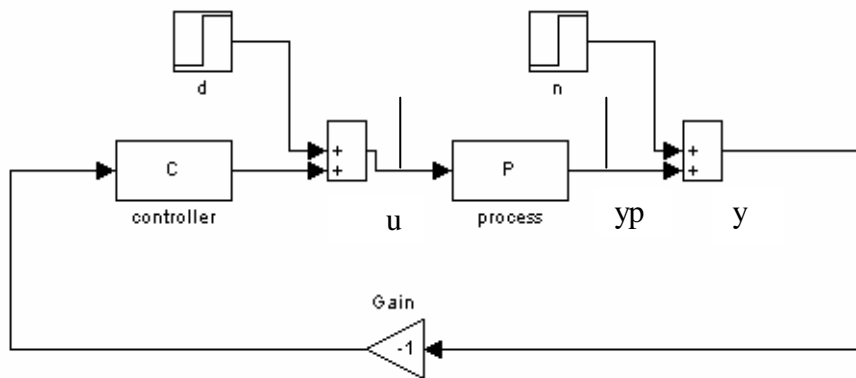 d
n
+
+
C
controller
u
P
process
+
+
yp
y
Gain
-1